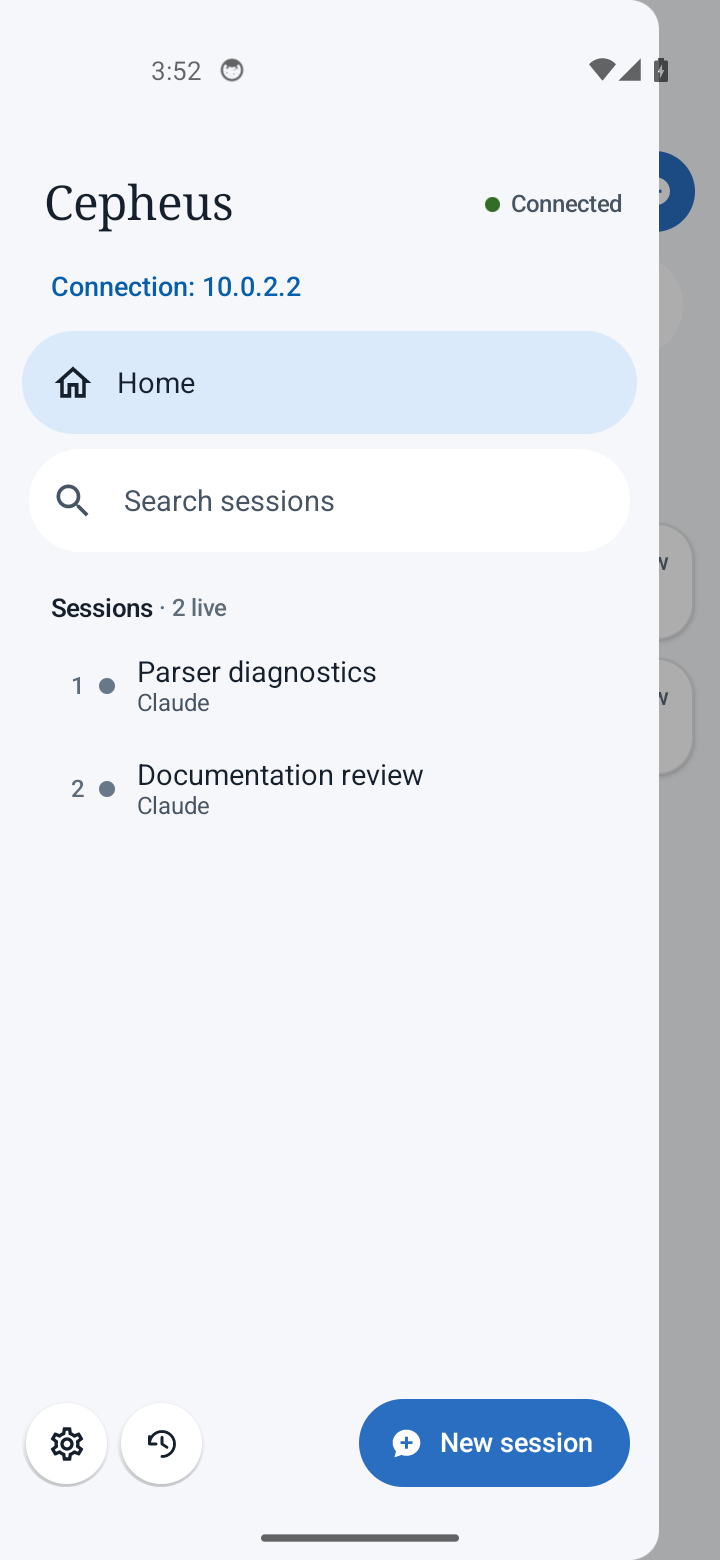 3:52
Cepheus
Connected
Connection: 10.0.2.2
Home
Search sessions
Sessions · 2 live
1 Parser diagnostics
Claude
2 Documentation review
Claude
New session